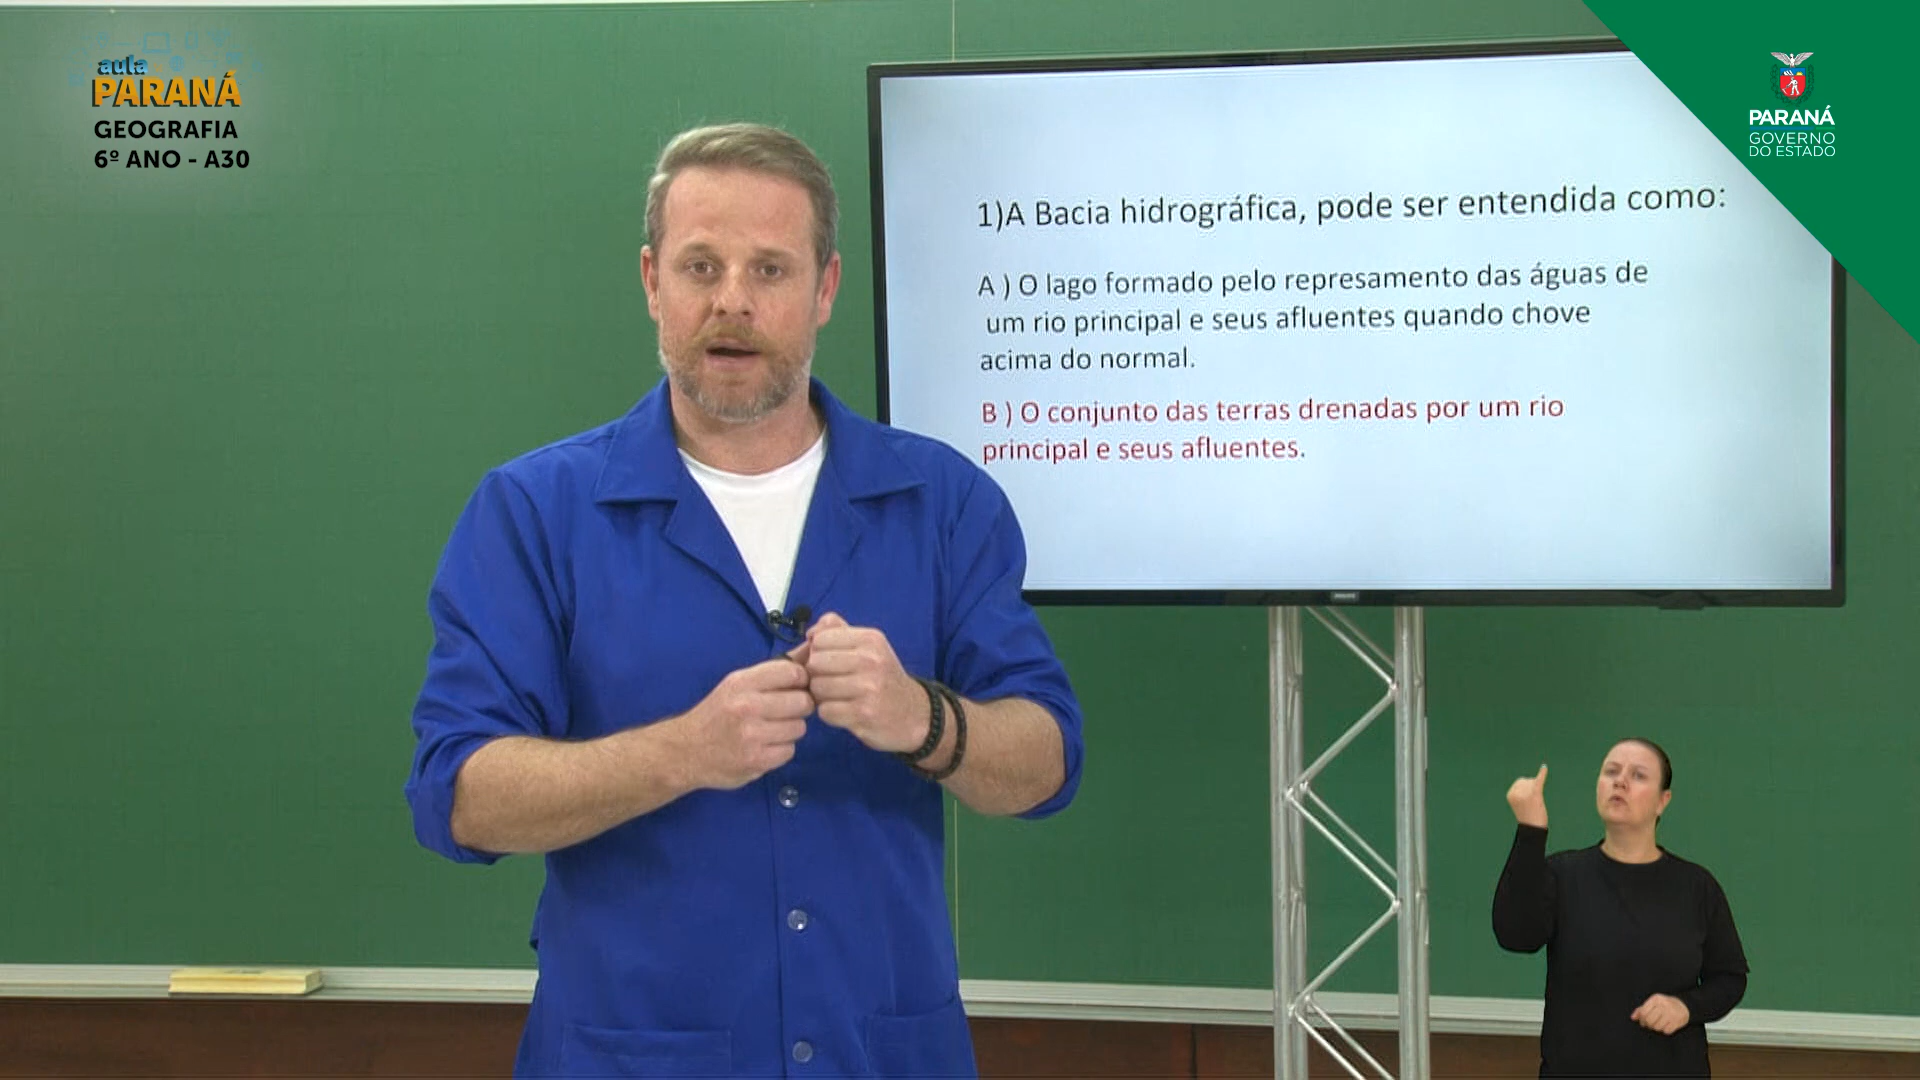 aula
PARANÁ
GEOGRAFIA
6º ANO - A30
PARANÁ
GOVERNO
DO ESTADO
1)A Bacia hidrográfica, pode ser entendida como:
A ) O lago formado pelo represamento das águas de
um rio principal e seus afluentes quando chove
acima do normal.
B ) O conjunto das terras drenadas por um rio
principal e seus afluentes.